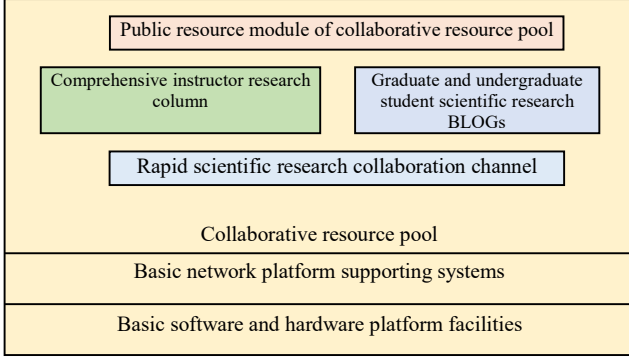 Public resource module of collaborative resource pool
Comprehensive instructor research
column
Graduate and undergraduate
student scientific research
BLOGs
Rapid scientific research collaboration channel
Collaborative resource pool
Basic network platform supporting systems
Basic software and hardware platform facilities